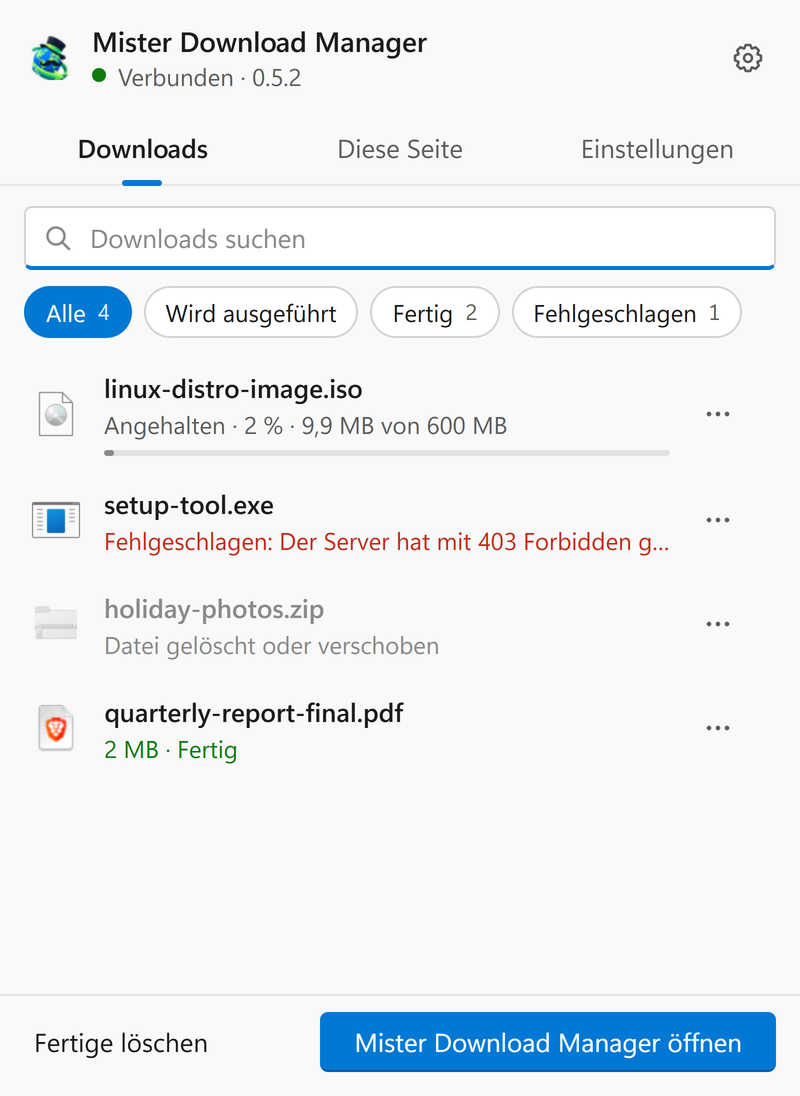 Mister Download Manager
Verbunden · 0.5.2
Downloads
Diese Seite
Einstellungen
Downloads suchen
Alle 4
Wird ausgeführt
Fertig 2
Fehlgeschlagen 1
linux-distro-image.iso
Angehalten · 2 % · 9,9 MB von 600 MB
setup-tool.exe
Fehlgeschlagen: Der Server hat mit 403 Forbidden g...
holiday-photos.zip
Datei gelöscht oder verschoben
quarterly-report-final.pdf
2 MB · Fertig
Fertige löschen
Mister Download Manager öffnen